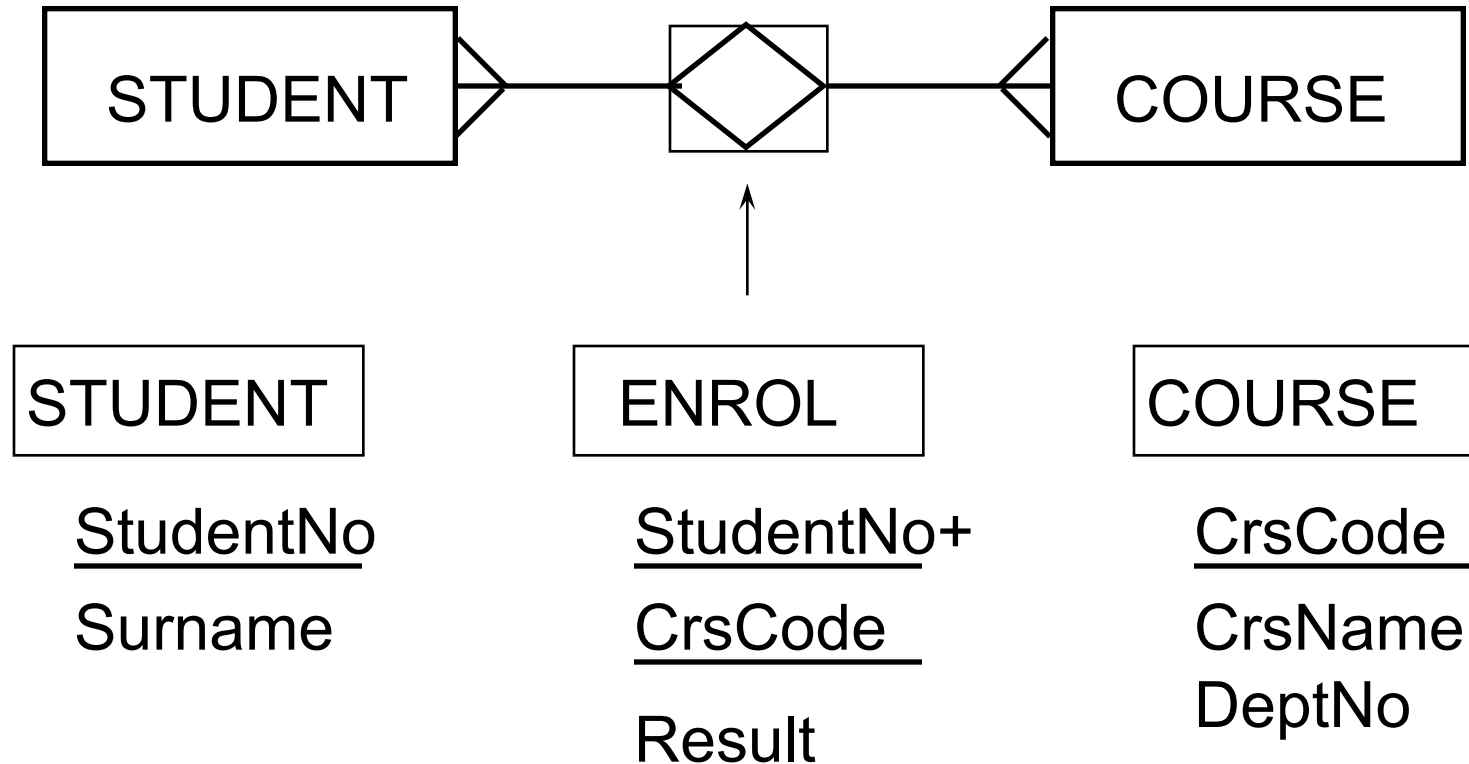 STUDENT
COURSE
STUDENT
ENROL
COURSE
StudentNo
Surname
StudentNo+
CrsCode
Result
CrsCode
CrsName
DeptNo